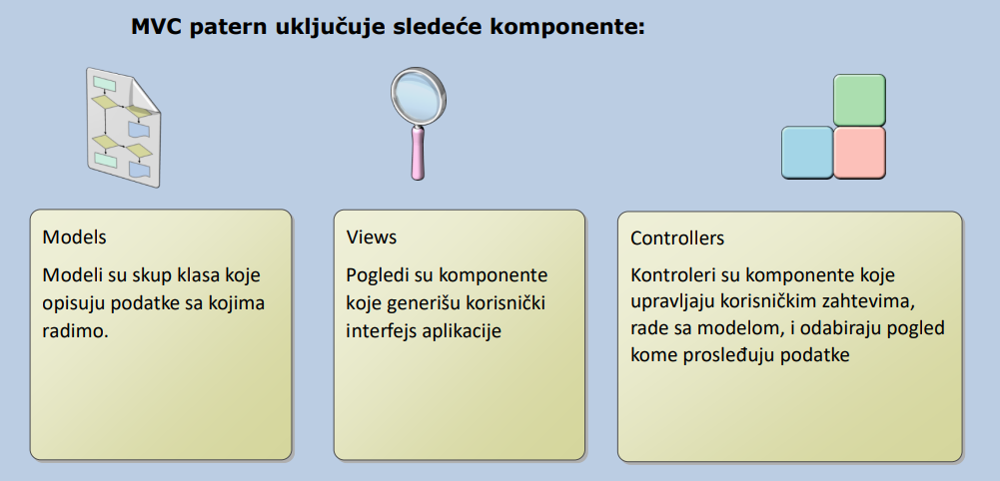 MVC patern uključuje sledeće komponente:
Models
Modeli su skup klasa koje
opisuju podatke sa kojima
radimo.
Views
Pogledi su komponente
koje generišu korisnički
interfejs aplikacije
Controllers
Kontroleri su komponente koje
upravljaju korisničkim zahtevima,
rade sa modelom, i odabiraju pogled
kome prosleđuju podatke